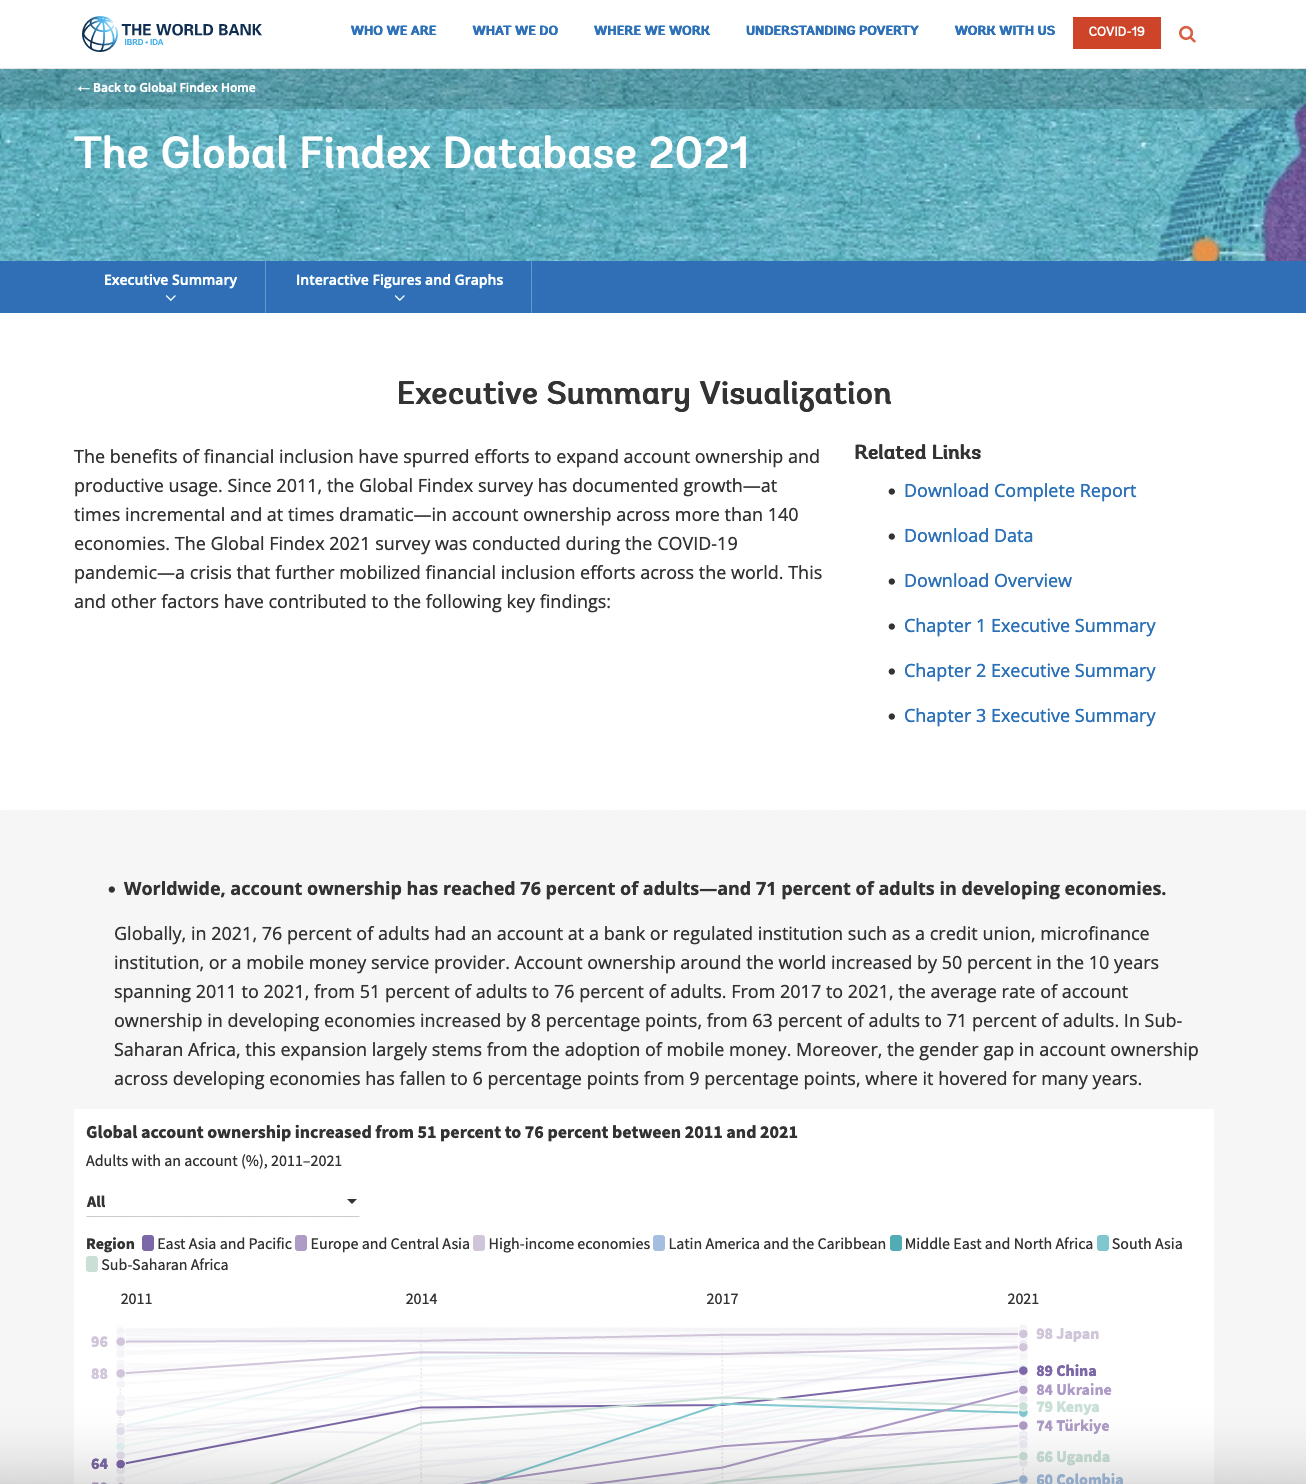 THE WORLD BANK
IBRD • IDA
WHO WE ARE
WHAT WE DO
WHERE WE WORK
UNDERSTANDING POVERTY
WORK WITH US
COVID-19
← Back to Global Findex Home
The Global Findex Database 2021
Executive Summary
Interactive Figures and Graphs
Executive Summary Visualization
The benefits of financial inclusion have spurred efforts to expand account ownership and
productive usage. Since 2011, the Global Findex survey has documented growth—at
times incremental and at times dramatic—in account ownership across more than 140
economies. The Global Findex 2021 survey was conducted during the COVID-19
pandemic—a crisis that further mobilized financial inclusion efforts across the world. This
and other factors have contributed to the following key findings:
Related Links
• Download Complete Report
• Download Data
• Download Overview
• Chapter 1 Executive Summary
• Chapter 2 Executive Summary
• Chapter 3 Executive Summary
• Worldwide, account ownership has reached 76 percent of adults—and 71 percent of adults in developing economies.
Globally, in 2021, 76 percent of adults had an account at a bank or regulated institution such as a credit union, microfinance
institution, or a mobile money service provider. Account ownership around the world increased by 50 percent in the 10 years
spanning 2011 to 2021, from 51 percent of adults to 76 percent of adults. From 2017 to 2021, the average rate of account
ownership in developing economies increased by 8 percentage points, from 63 percent of adults to 71 percent of adults. In Sub-
Saharan Africa, this expansion largely stems from the adoption of mobile money. Moreover, the gender gap in account ownership
across developing economies has fallen to 6 percentage points from 9 percentage points, where it hovered for many years.
Global account ownership increased from 51 percent to 76 percent between 2011 and 2021
Adults with an account (%), 2011–2021
All
Region East Asia and Pacific Europe and Central Asia High-income economies Latin America and the Caribbean Middle East and North Africa South Asia
Sub-Saharan Africa
2011 2014 2017 2021
96
98 Japan
88
89 China
84 Ukraine
79 Kenya
74 Türkiye
66 Uganda
64
60 Colombia